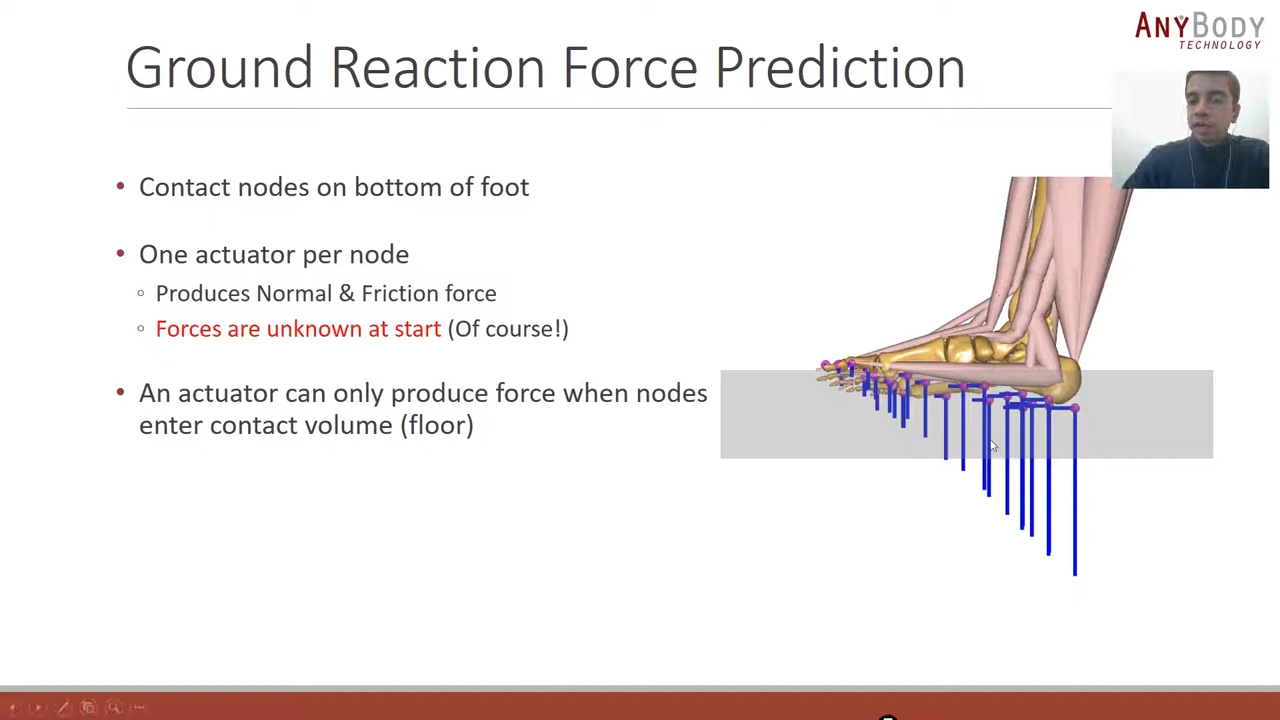 ANYBODY
TECHNOLOGY
Ground Reaction Force Prediction
• Contact nodes on bottom of foot
• One actuator per node
◦ Produces Normal & Friction force
◦ Forces are unknown at start (Of course!)
• An actuator can only produce force when nodes
enter contact volume (floor)